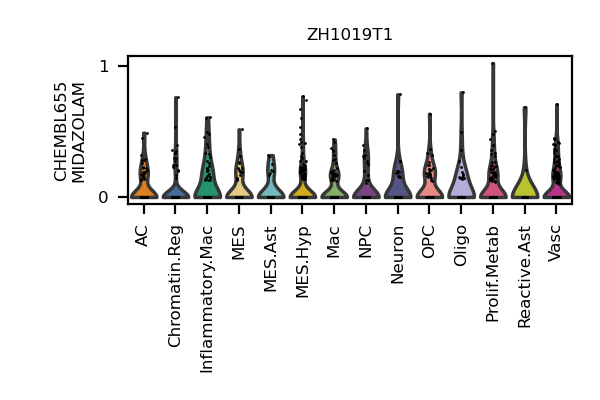 ZH1019T1
CHEMBL655
MIDAZOLAM
1
0
AC
Chromatin.Reg
Inflammatory.Mac
MES
MES.Ast
MES.Hyp
Mac
NPC
Neuron
OPC
Oligo
Prolif.Metab
Reactive.Ast
Vasc